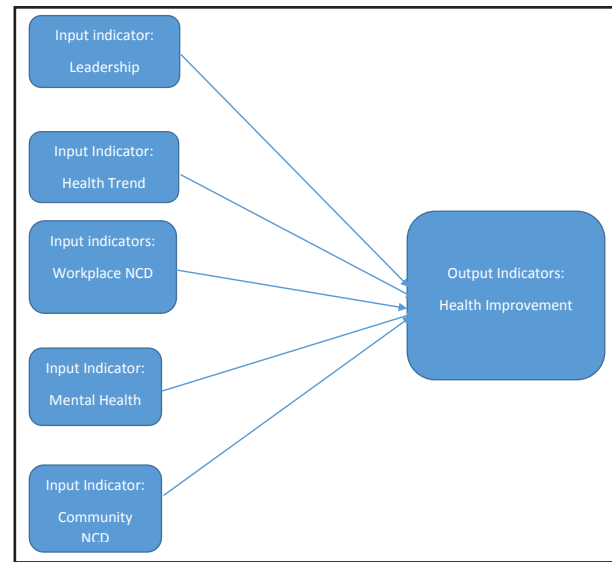 Input indicator:
Leadership
Input Indicator:
Health Trend
Input indicators:
Workplace NCD
Output Indicators:
Health Improvement
Input Indicator:
Mental Health
Input Indicator:
Community
NCD